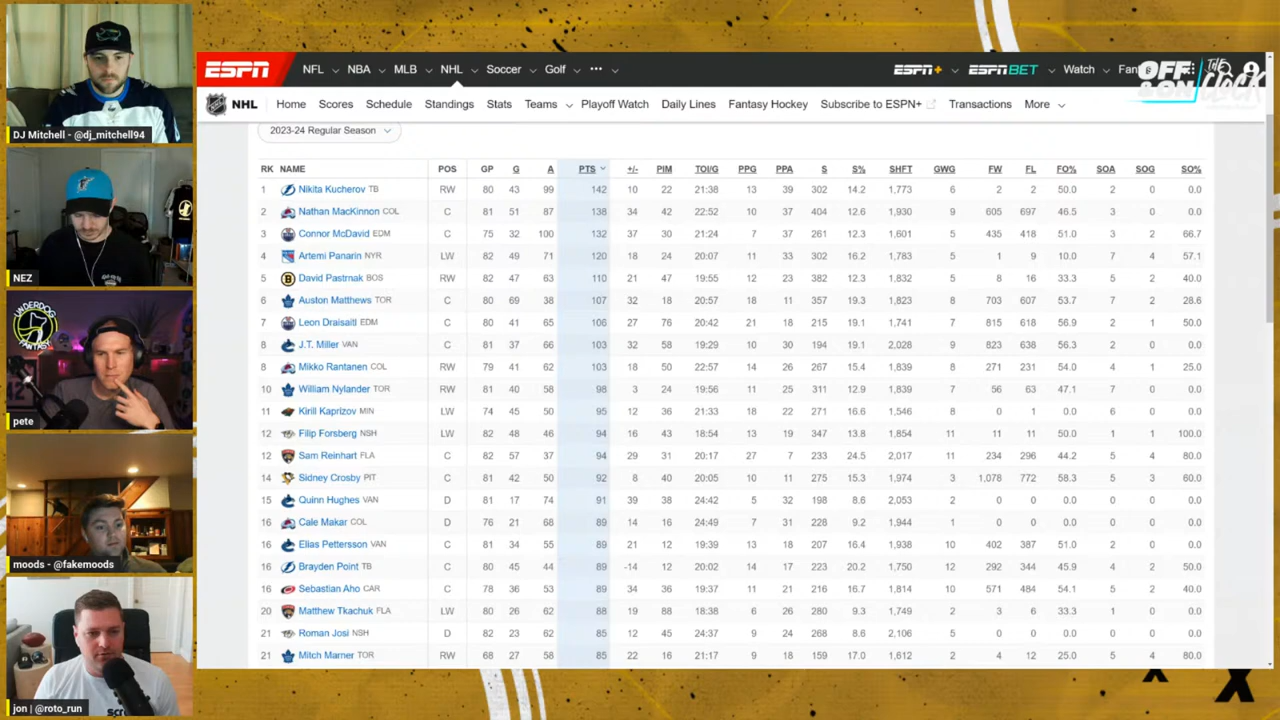 ESPN NFL NBA MLB NHL Soccer Golf ••• ESPN+ ESPN BET Watch Fan
OFF & ON THE CLOCK
NHL Home Scores Schedule Standings Stats Teams Playoff Watch Daily Lines Fantasy Hockey Subscribe to ESPN+ Transactions More
2023-24 Regular Season
RK NAME POS GP G A PTS +/- PIM TOI/G PPG PPA S S% SHFT GWG FW FL FO% SOA SOG SO%
1 Nikita Kucherov TB RW 80 43 99 142 10 22 21:38 13 39 302 14.2 1,773 6 2 2 50.0 2 0 0.0
2 Nathan MacKinnon COL C 81 51 87 138 34 42 22:52 10 37 404 12.6 1,930 9 605 697 46.5 3 0 0.0
3 Connor McDavid EDM C 75 32 100 132 37 30 21:24 7 37 261 12.3 1,601 5 435 418 51.0 3 2 66.7
4 Artemi Panarin NYR LW 82 49 71 120 18 24 20:07 11 33 302 16.2 1,783 5 1 9 10.0 7 4 57.1
5 David Pastrnak BOS RW 82 47 63 110 21 47 19:55 12 23 382 12.3 1,832 5 8 16 33.3 5 2 40.0
6 Auston Matthews TOR C 80 69 38 107 32 18 20:57 18 11 357 19.3 1,823 8 703 607 53.7 7 2 28.6
7 Leon Draisaitl EDM C 80 41 65 106 27 76 20:42 21 18 215 19.1 1,741 7 815 618 56.9 2 1 50.0
8 J.T. Miller VAN C 81 37 66 103 32 58 19:29 10 30 194 19.1 2,028 9 823 638 56.3 2 0 0.0
8 Mikko Rantanen COL RW 79 41 62 103 18 50 22:57 14 26 267 15.4 1,839 8 271 231 54.0 4 1 25.0
10 William Nylander TOR RW 81 40 58 98 3 24 19:56 11 25 311 12.9 1,839 7 56 63 47.1 7 0 0.0
11 Kirill Kaprizov MIN LW 74 45 50 95 12 36 21:33 18 22 271 16.6 1,546 8 0 1 0.0 6 0 0.0
12 Filip Forsberg NSH LW 82 48 46 94 16 43 18:54 13 19 347 13.8 1,854 11 11 11 50.0 1 1 100.0
12 Sam Reinhart FLA C 82 57 37 94 29 31 20:17 27 7 233 24.5 2,017 11 234 296 44.2 5 4 80.0
14 Sidney Crosby PIT C 81 42 50 92 8 40 20:05 10 11 275 15.3 1,974 3 1,078 772 58.3 5 3 60.0
15 Quinn Hughes VAN D 81 17 74 91 39 38 24:42 5 32 198 8.6 2,053 2 0 0 0.0 0 0 0.0
16 Cale Makar COL D 76 21 68 89 14 16 24:49 7 31 228 9.2 1,944 1 0 0 0.0 0 0 0.0
16 Elias Pettersson VAN C 81 34 55 89 21 12 19:39 13 18 207 16.4 1,938 10 402 387 51.0 2 0 0.0
16 Brayden Point TB C 80 45 44 89 -14 12 20:02 14 17 223 20.2 1,750 12 292 344 45.9 4 2 50.0
16 Sebastian Aho CAR C 78 36 53 89 34 36 19:37 11 21 216 16.7 1,814 10 571 484 54.1 5 2 40.0
20 Matthew Tkachuk FLA LW 80 26 62 88 19 88 18:38 6 26 280 9.3 1,749 2 3 6 33.3 1 0 0.0
21 Roman Josi NSH D 82 23 62 85 12 45 24:37 9 24 268 8.6 2,106 5 0 0 0.0 0 0 0.0
21 Mitch Marner TOR RW 68 27 58 85 22 16 21:17 9 18 159 17.0 1,612 2 4 12 25.0 5 4 80.0
DJ Mitchell - @dj_mitchell94
NEZ
UNDERDOG
FANTASY
pete
moods - @fakemoods
jon | @roto_run